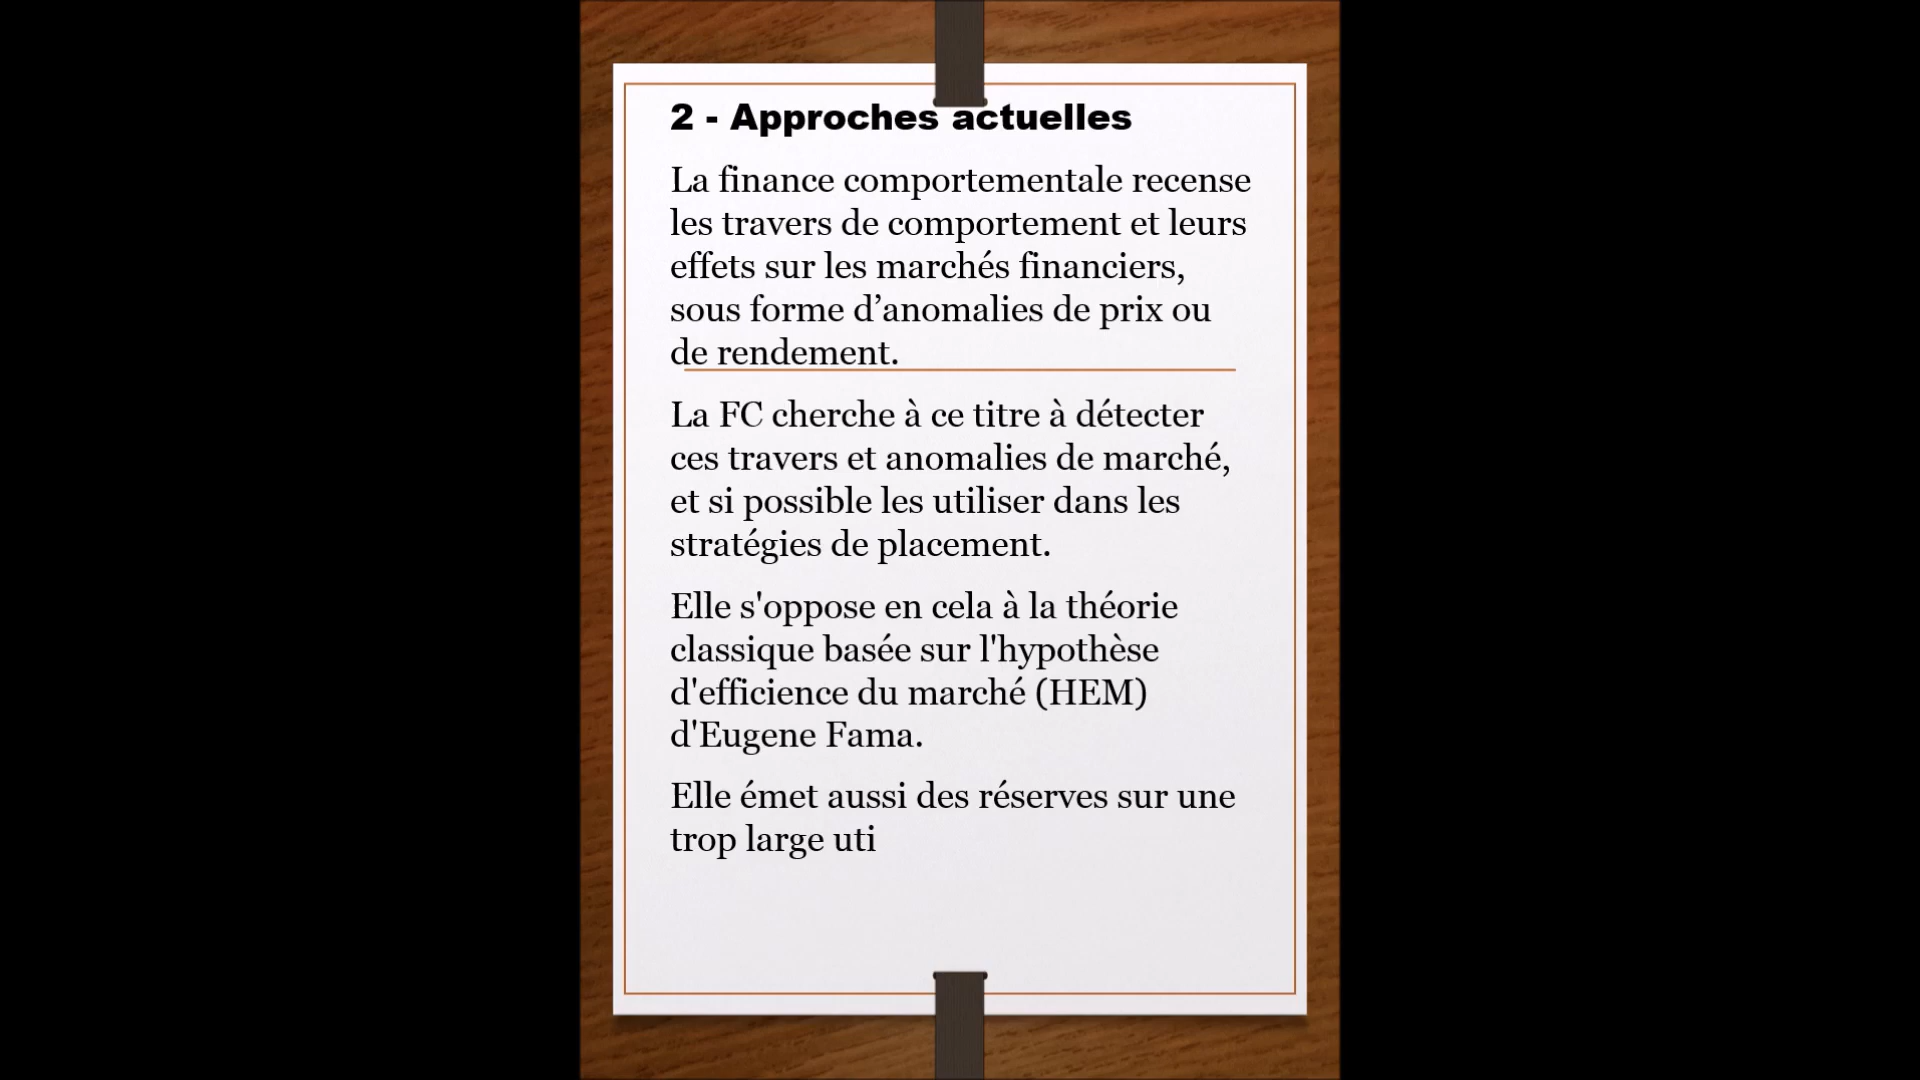 2 - Approches actuelles
La finance comportementale recense
les travers de comportement et leurs
effets sur les marchés financiers,
sous forme d’anomalies de prix ou
de rendement.
La FC cherche à ce titre à détecter
ces travers et anomalies de marché,
et si possible les utiliser dans les
stratégies de placement.
Elle s'oppose en cela à la théorie
classique basée sur l'hypothèse
d'efficience du marché (HEM)
d'Eugene Fama.
Elle émet aussi des réserves sur une
trop large uti